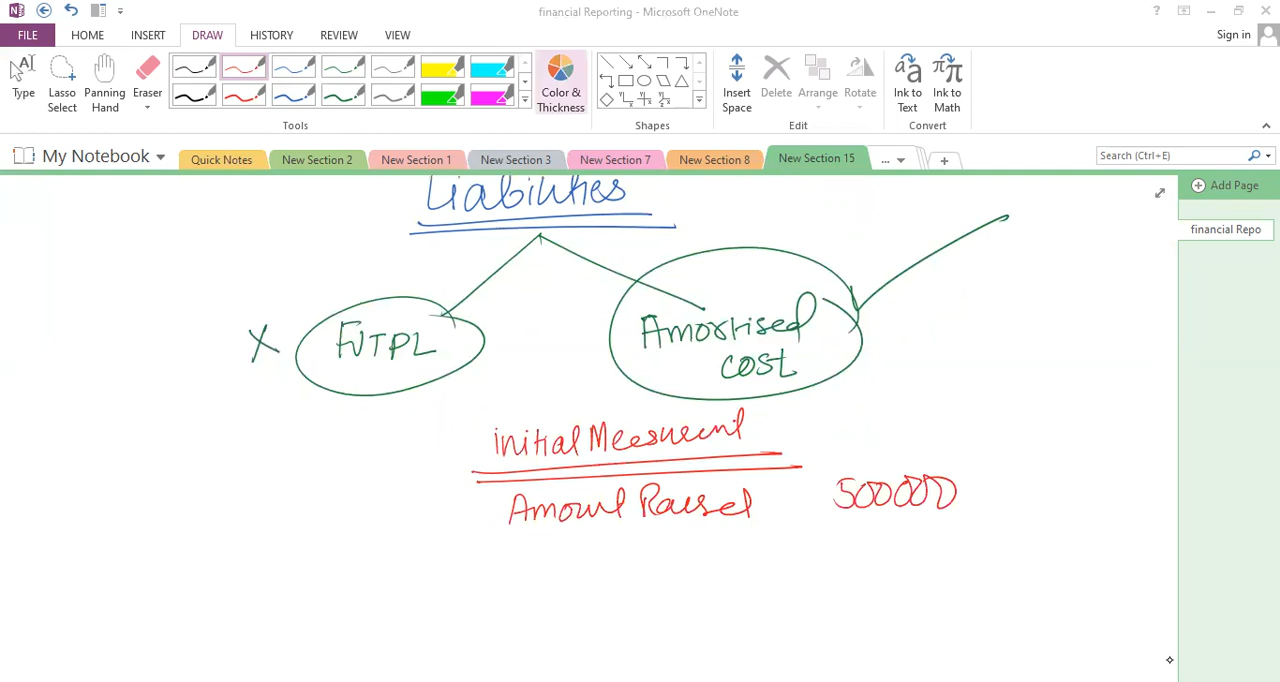 financial Reporting - Microsoft OneNote
?
FILE HOME INSERT DRAW HISTORY REVIEW VIEW
Sign in
Type
Lasso Select
Panning Hand
Eraser
Color & Thickness
Insert Space
Delete
Arrange
Rotate
Ink to Text
Ink to Math
Tools Shapes Edit Convert
My Notebook Quick Notes New Section 2 New Section 1 New Section 3 New Section 7 New Section 8 New Section 15 ... Search (Ctrl+E)
Add Page
financial Repo
Liabilities
X FVTPL
Amortised
cost
initial Measurement
Amount Raised 500000